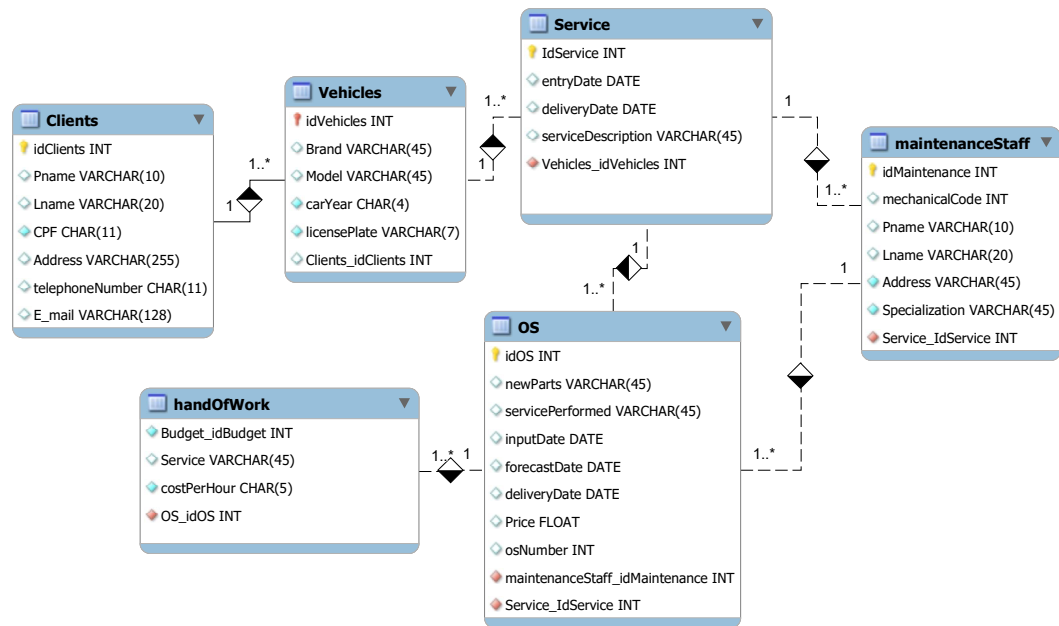 Clients
idClients INT
Pname VARCHAR(10)
Lname VARCHAR(20)
CPF CHAR(11)
Address VARCHAR(255)
telephoneNumber CHAR(11)
E_mail VARCHAR(128)
1
1..*
Vehicles
idVehicles INT
Brand VARCHAR(45)
Model VARCHAR(45)
carYear CHAR(4)
licensePlate VARCHAR(7)
Clients_idClients INT
1
1..*
Service
IdService INT
entryDate DATE
deliveryDate DATE
serviceDescription VARCHAR(45)
Vehicles_idVehicles INT
1
1..*
maintenanceStaff
idMaintenance INT
mechanicalCode INT
Pname VARCHAR(10)
Lname VARCHAR(20)
Address VARCHAR(45)
Specialization VARCHAR(45)
Service_IdService INT
1
1..*
1
1..*
OS
idOS INT
newParts VARCHAR(45)
servicePerformed VARCHAR(45)
inputDate DATE
forecastDate DATE
deliveryDate DATE
Price FLOAT
osNumber INT
maintenanceStaff_idMaintenance INT
Service_IdService INT
handOfWork
Budget_idBudget INT
Service VARCHAR(45)
costPerHour CHAR(5)
OS_idOS INT
1..*
1